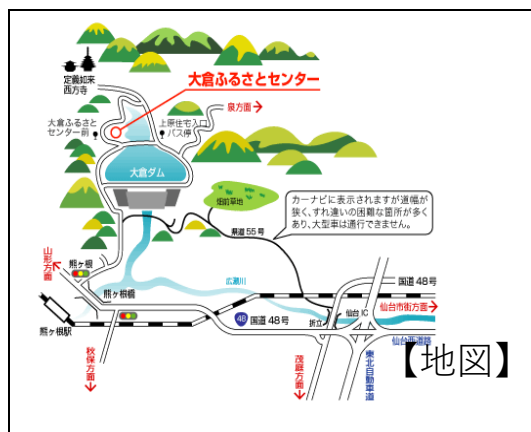 定義如来
西方寺
大倉ふるさとセンター
泉方面
大倉ふるさと
センター前
上原住宅入口
バス停
大倉ダム
畑前草地
カーナビに表示されますが道幅が
狭く、すれ違いの困難な箇所が多く
あり、大型車は通行できません。
県道55号
山形方面
熊ヶ根
熊ヶ根橋
広瀬川
国道48号
仙台市街方面
熊ヶ根駅
48 国道48号
折立
仙台IC
仙台西道路
秋保方面
茂庭方面
東北自動車道
【地図】